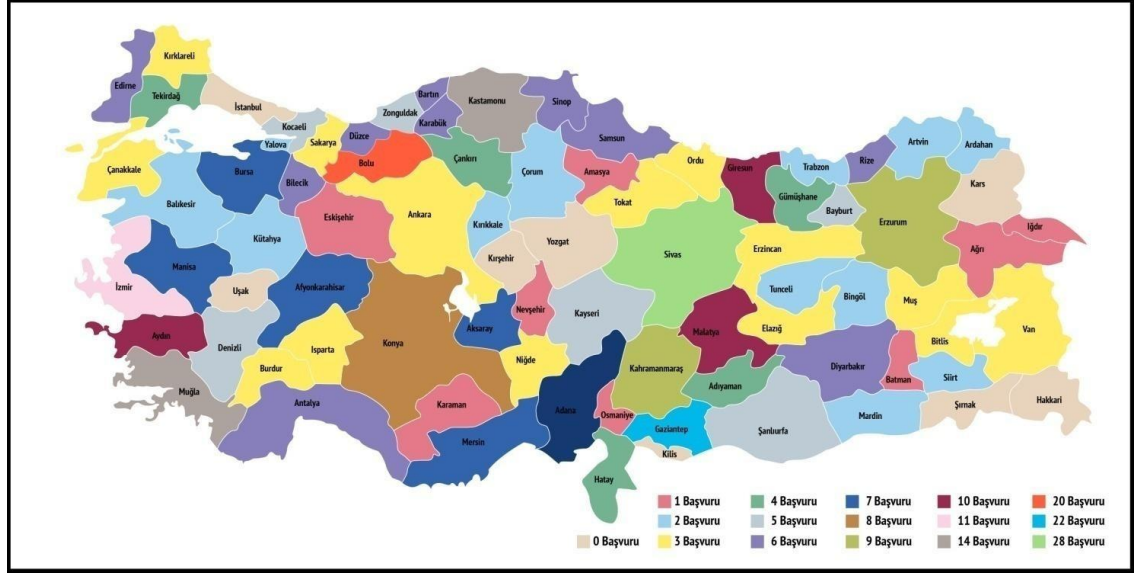 Kırklareli
Edirne
Tekirdağ
İstanbul
Kocaeli
Yalova
Sakarya
Düzce
Bolu
Zonguldak
Bartın
Karabük
Kastamonu
Sinop
Samsun
Çankırı
Çorum
Amasya
Ordu
Tokat
Giresun
Gümüşhane
Trabzon
Bayburt
Rize
Artvin
Ardahan
Kars
Iğdır
Ağrı
Erzurum
Erzincan
Çanakkale
Balıkesir
Bursa
Bilecik
Kütahya
Eskişehir
Ankara
Kırıkkale
Kırşehir
Yozgat
Sivas
Tunceli
Bingöl
Muş
Van
Bitlis
İzmir
Manisa
Uşak
Afyonkarahisar
Aydın
Denizli
Isparta
Burdur
Konya
Aksaray
Nevşehir
Kayseri
Niğde
Malatya
Elazığ
Kahramanmaraş
Adıyaman
Diyarbakır
Batman
Siirt
Hakkari
Şırnak
Mardin
Şanlıurfa
Muğla
Antalya
Karaman
Mersin
Adana
Osmaniye
Gaziantep
Kilis
Hatay
1 Başvuru 4 Başvuru 7 Başvuru 10 Başvuru 20 Başvuru
2 Başvuru 5 Başvuru 8 Başvuru 11 Başvuru 22 Başvuru
0 Başvuru 3 Başvuru 6 Başvuru 9 Başvuru 14 Başvuru 28 Başvuru